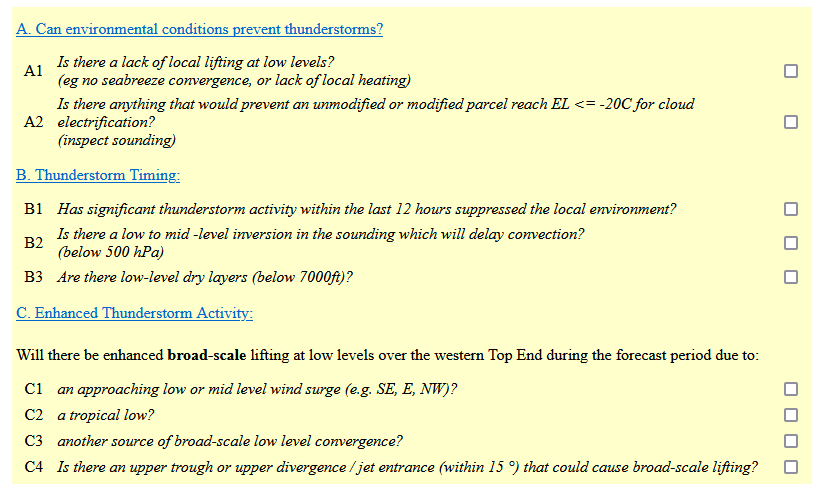 A. Can environmental conditions prevent thunderstorms?
A1 Is there a lack of local lifting at low levels?
(eg no seabreeze convergence, or lack of local heating)
Is there anything that would prevent an unmodified or modified parcel reach EL <= -20C for cloud
A2 electrification?
(inspect sounding)
B. Thunderstorm Timing:
B1 Has significant thunderstorm activity within the last 12 hours suppressed the local environment?
B2 Is there a low to mid -level inversion in the sounding which will delay convection?
(below 500 hPa)
B3 Are there low-level dry layers (below 7000ft)?
C. Enhanced Thunderstorm Activity:
Will there be enhanced broad-scale lifting at low levels over the western Top End during the forecast period due to:
C1 an approaching low or mid level wind surge (e.g. SE, E, NW)?
C2 a tropical low?
C3 another source of broad-scale low level convergence?
C4 Is there an upper trough or upper divergence / jet entrance (within 15 °) that could cause broad-scale lifting?